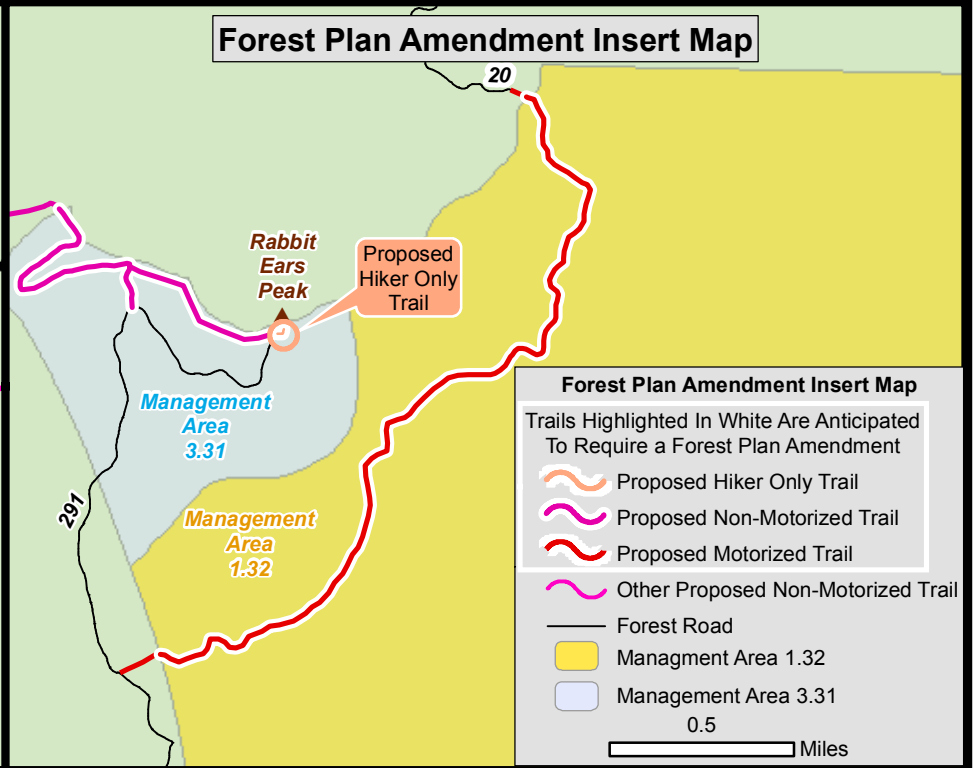 Forest Plan Amendment Insert Map
20
Rabbit
Ears
Peak
Proposed
Hiker Only
Trail
Management
Area
3.31
291
Management
Area
1.32
Forest Plan Amendment Insert Map
Trails Highlighted In White Are Anticipated
To Require a Forest Plan Amendment
Proposed Hiker Only Trail
Proposed Non-Motorized Trail
Proposed Motorized Trail
Other Proposed Non-Motorized Trail
Forest Road
Managment Area 1.32
Management Area 3.31
0.5
Miles